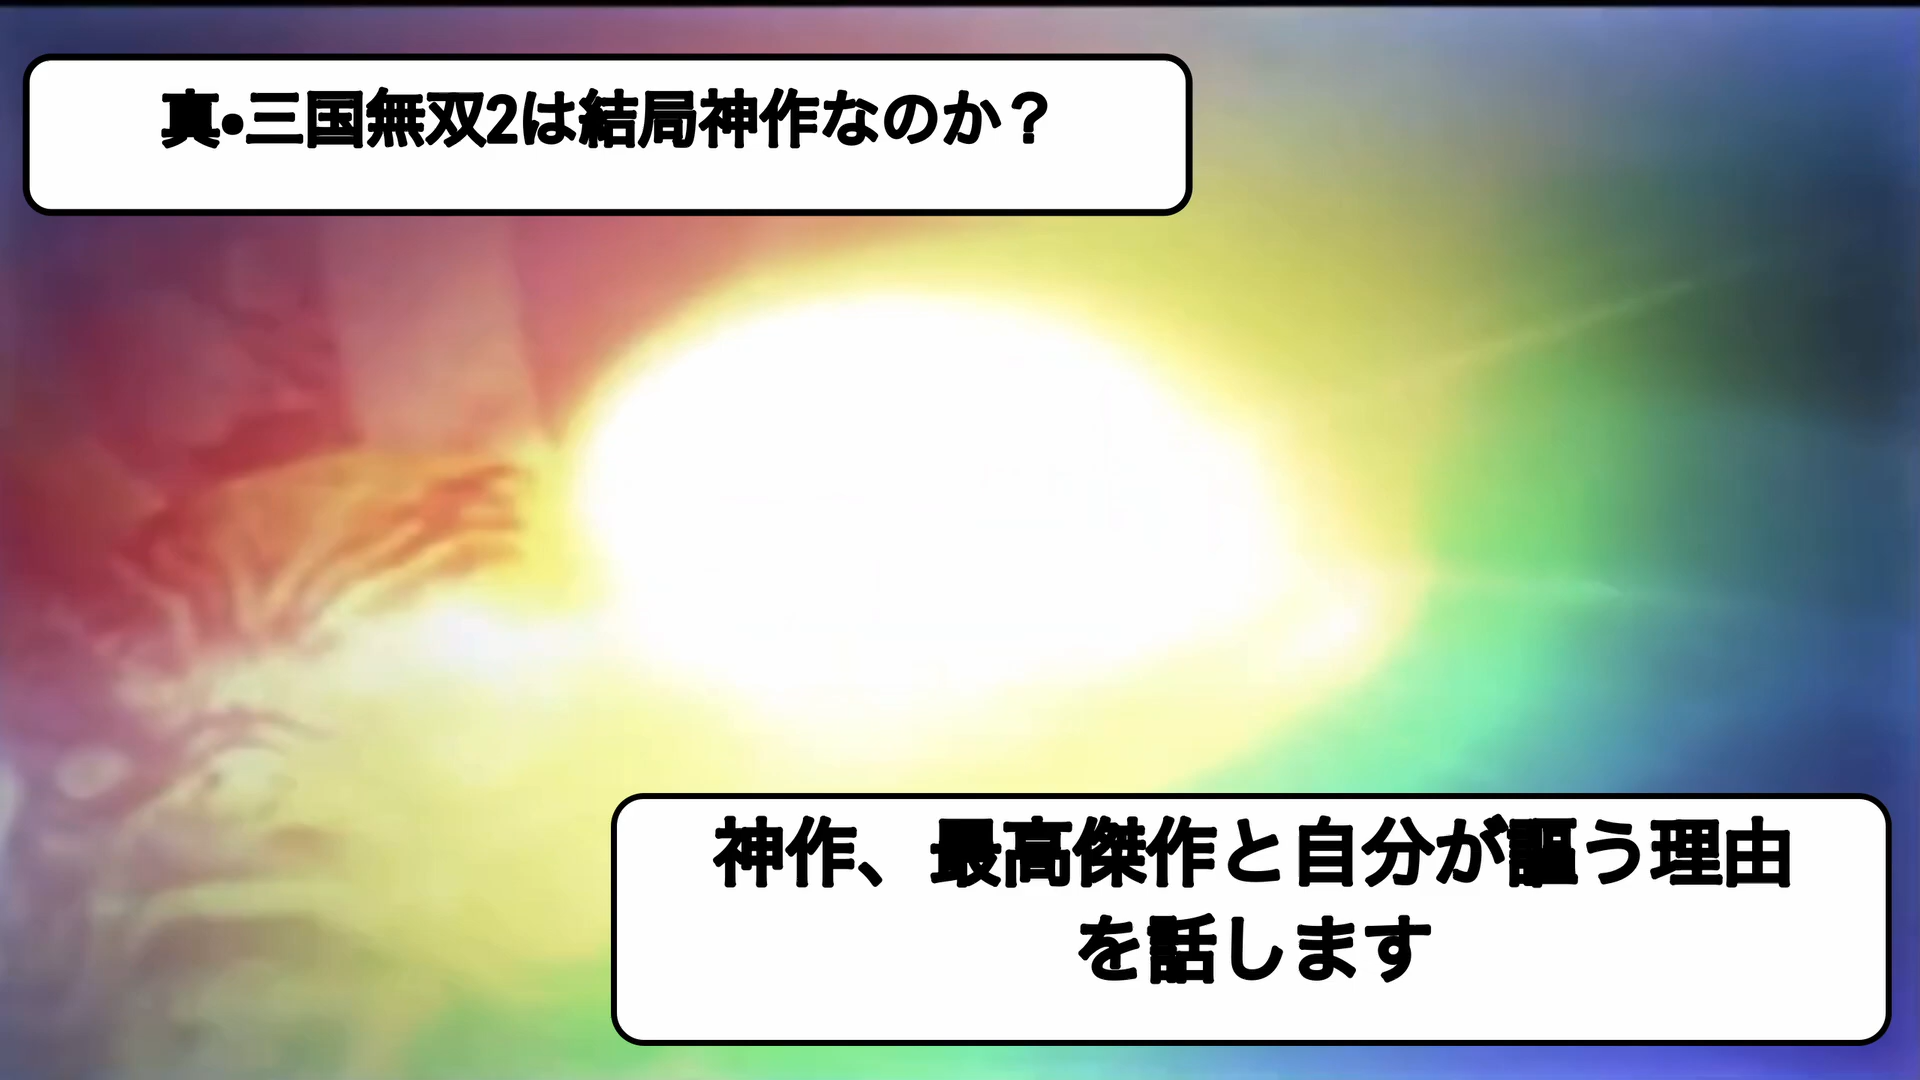 真•三国無双2は結局神作なのか？
神作、最高傑作と自分が謳う理由
を話します